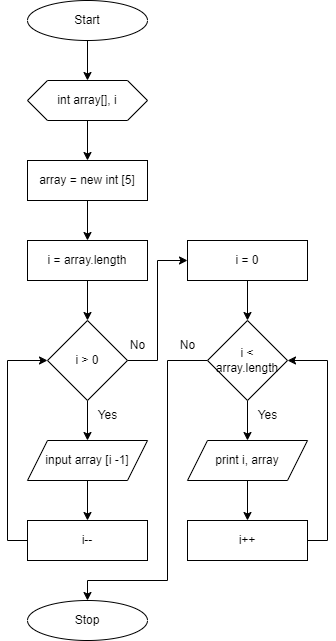 Start
int array[], i
array = new int [5]
i = array.length
i > 0
No
Yes
input array [i -1]
i--
i = 0
i <
array.length
No
Yes
print i, array
i++
Stop